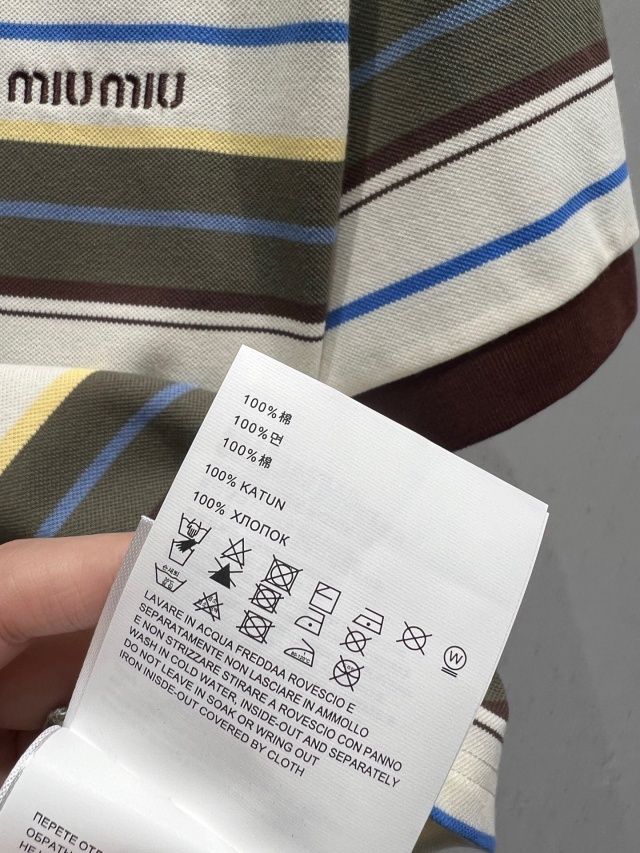 MIU MIU
100%棉
100%면
100%棉
100% KATUN
100% ХЛОПОК
W
LAVARE IN ACQUA FREDDAA ROVESCIO E
SEPARATAMENTE NON LASCIARE IN AMMOLLO
E NON STRIZZARE STIRARE A ROVESCIO CON PANNO
WASH IN COLD WATER, INSIDE-OUT AND SEPARATELY
DO NOT LEAVE IN SOAK OR WRING OUT
IRON INISDE-OUT COVERED BY CLOTH